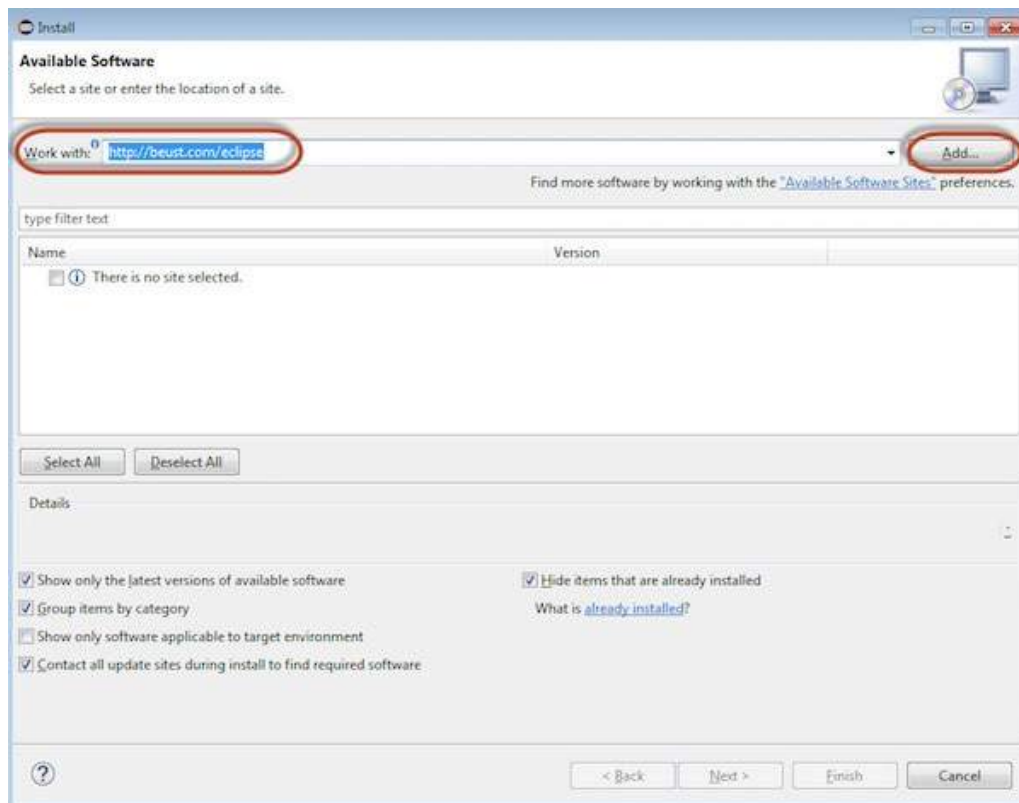 Install
Available Software
Select a site or enter the location of a site.
Work with: http://beust.com/eclipse Add...
Find more software by working with the "Available Software Sites" preferences.
type filter text
Name Version
There is no site selected.
Select All Deselect All
Details
Show only the latest versions of available software Hide items that are already installed
Group items by category What is already installed?
Show only software applicable to target environment
Contact all update sites during install to find required software
? < Back Next > Finish Cancel